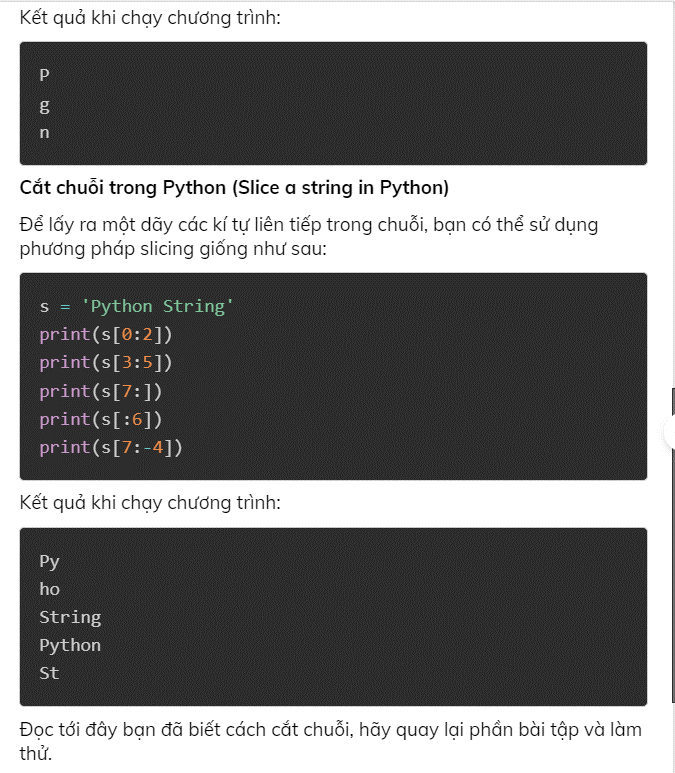 Kết quả khi chạy chương trình:
P
g
n
Cắt chuỗi trong Python (Slice a string in Python)
Để lấy ra một dãy các kí tự liên tiếp trong chuỗi, bạn có thể sử dụng
phương pháp slicing giống như sau:
s = 'Python String'
print(s[0:2])
print(s[3:5])
print(s[7:])
print(s[:6])
print(s[7:-4])
Kết quả khi chạy chương trình:
Py
ho
String
Python
St
Đọc tới đây bạn đã biết cách cắt chuỗi, hãy quay lại phần bài tập và làm
thử.